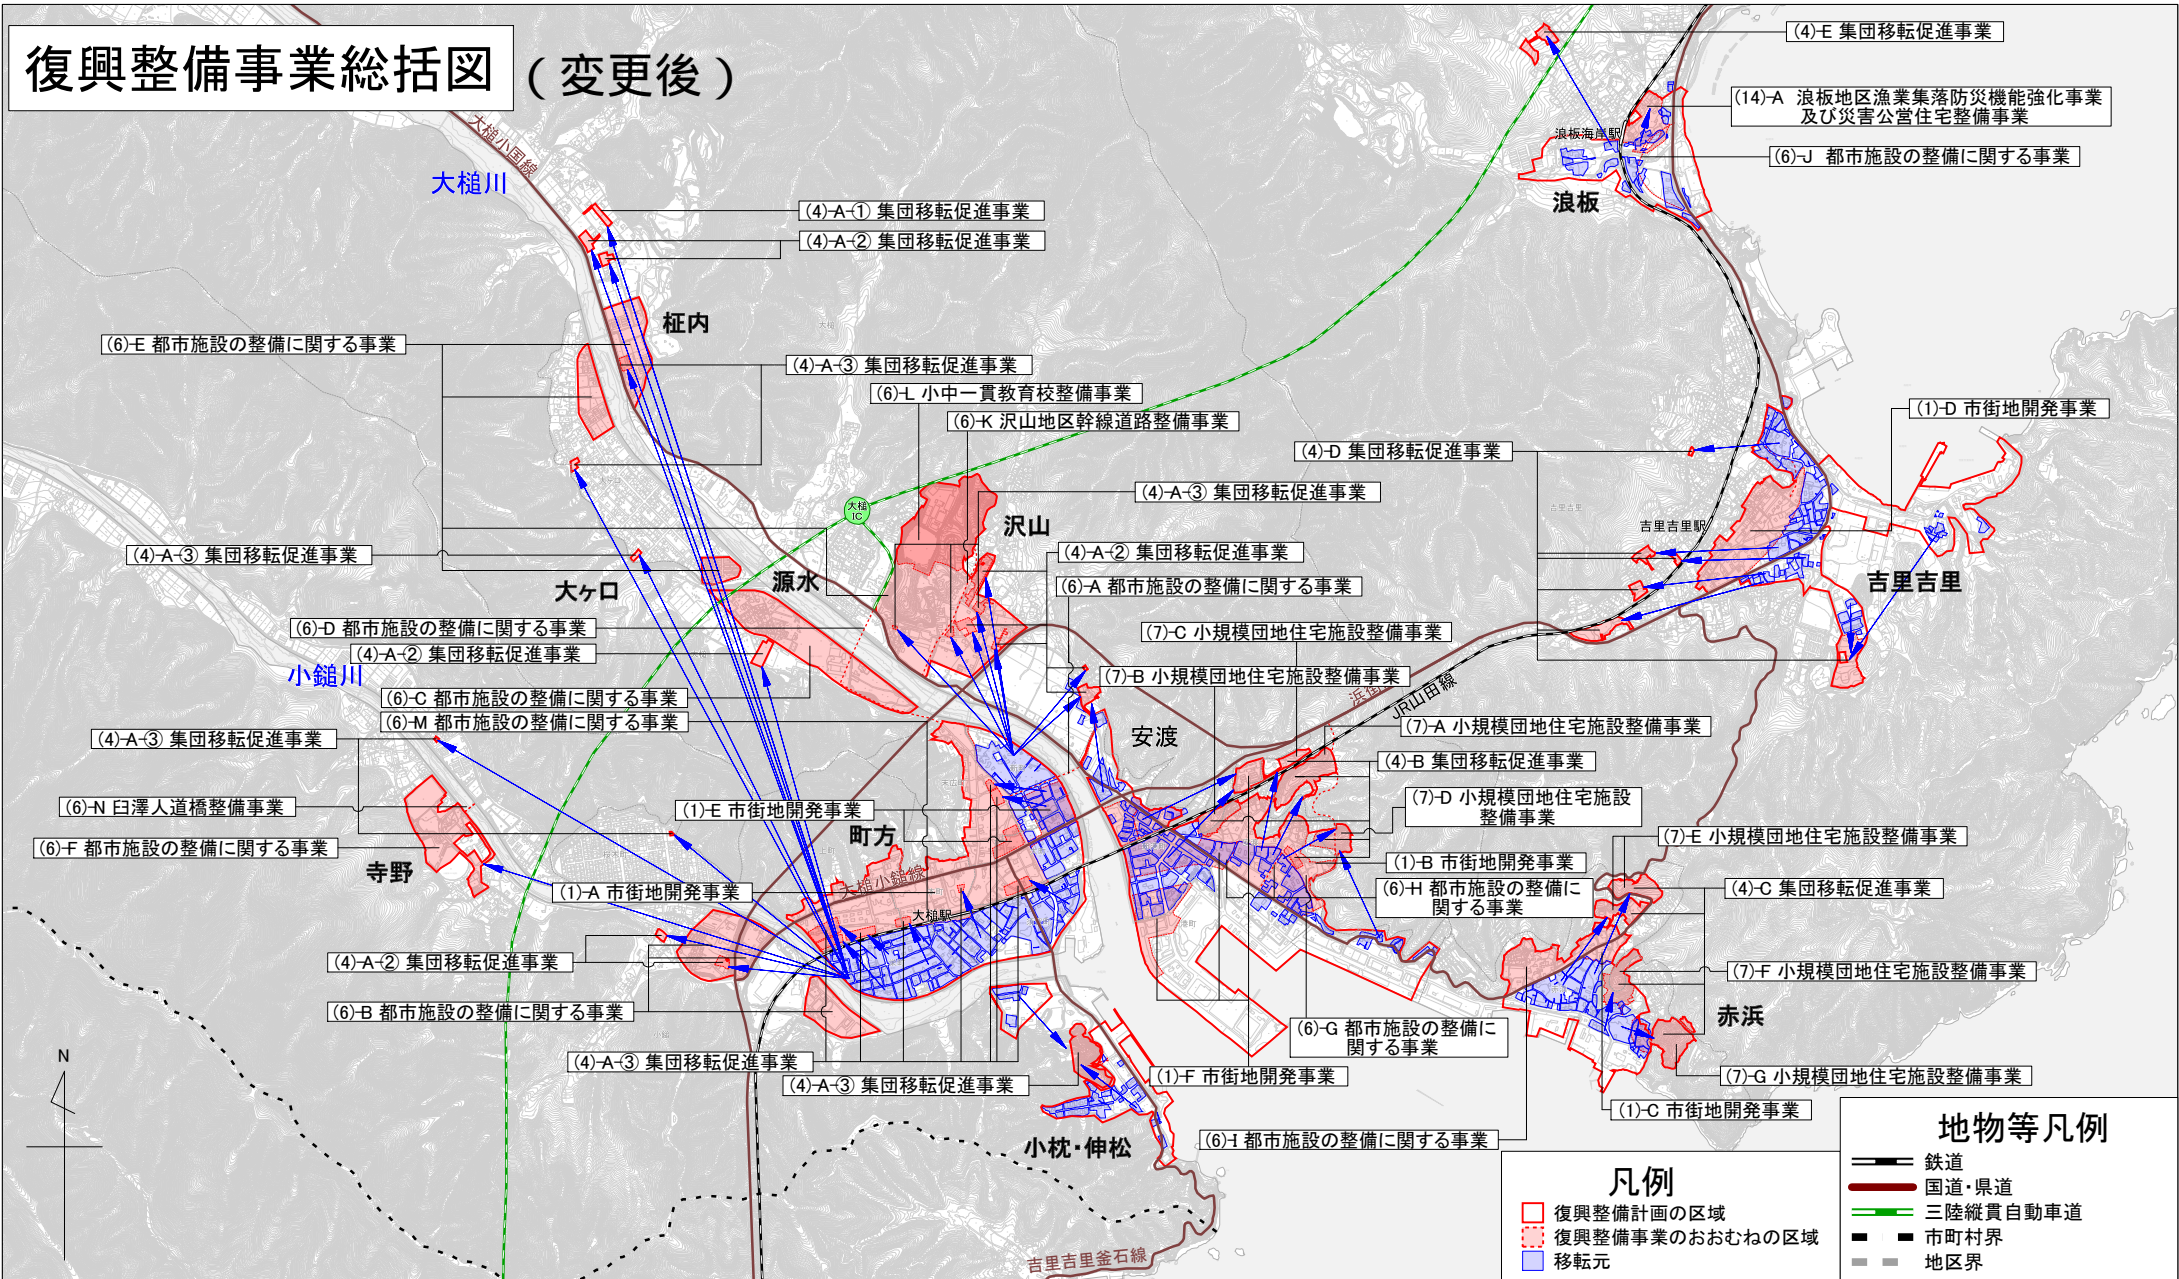 復興整備事業総括図 （変更後）
(4)-E 集団移転促進事業
(14)-A 浪板地区漁業集落防災機能強化事業
及び災害公営住宅整備事業
浪板海岸駅
(6)-J 都市施設の整備に関する事業
浪板
大槌小国線
大槌川
(4)-A-① 集団移転促進事業
(4)-A-② 集団移転促進事業
柾内
(6)-E 都市施設の整備に関する事業
(4)-A-③ 集団移転促進事業
(6)-L 小中一貫教育校整備事業
(6)-K 沢山地区幹線道路整備事業
(1)-D 市街地開発事業
(4)-D 集団移転促進事業
(4)-A-③ 集団移転促進事業
大槌
IC
沢山
吉里吉里
吉里吉里駅
(4)-A-③ 集団移転促進事業
(4)-A-② 集団移転促進事業
源水
大ヶ口
(6)-A 都市施設の整備に関する事業
吉里吉里
(6)-D 都市施設の整備に関する事業
(7)-C 小規模団地住宅施設整備事業
(4)-A-② 集団移転促進事業
小鎚川
(7)-B 小規模団地住宅施設整備事業
(6)-C 都市施設の整備に関する事業
JR山田線
(6)-M 都市施設の整備に関する事業
(7)-A 小規模団地住宅施設整備事業
(4)-A-③ 集団移転促進事業
安渡
(4)-B 集団移転促進事業
(6)-N 臼澤人道橋整備事業
(1)-E 市街地開発事業
(7)-D 小規模団地住宅施設
整備事業
町方
(7)-E 小規模団地住宅施設整備事業
(6)-F 都市施設の整備に関する事業
寺野
(1)-B 市街地開発事業
大槌小鎚線
(1)-A 市街地開発事業
(6)-H 都市施設の整備に
関する事業
(4)-C 集団移転促進事業
大槌駅
(4)-A-② 集団移転促進事業
(7)-F 小規模団地住宅施設整備事業
(6)-B 都市施設の整備に関する事業
赤浜
(6)-G 都市施設の整備に
関する事業
N
(4)-A-③ 集団移転促進事業
(4)-A-③ 集団移転促進事業
(1)-F 市街地開発事業
(7)-G 小規模団地住宅施設整備事業
(1)-C 市街地開発事業
小枕・伸松
(6)-I 都市施設の整備に関する事業
吉里吉里釜石線
凡例
復興整備計画の区域
復興整備事業のおおむねの区域
移転元
地物等凡例
鉄道
国道・県道
三陸縦貫自動車道
市町村界
地区界